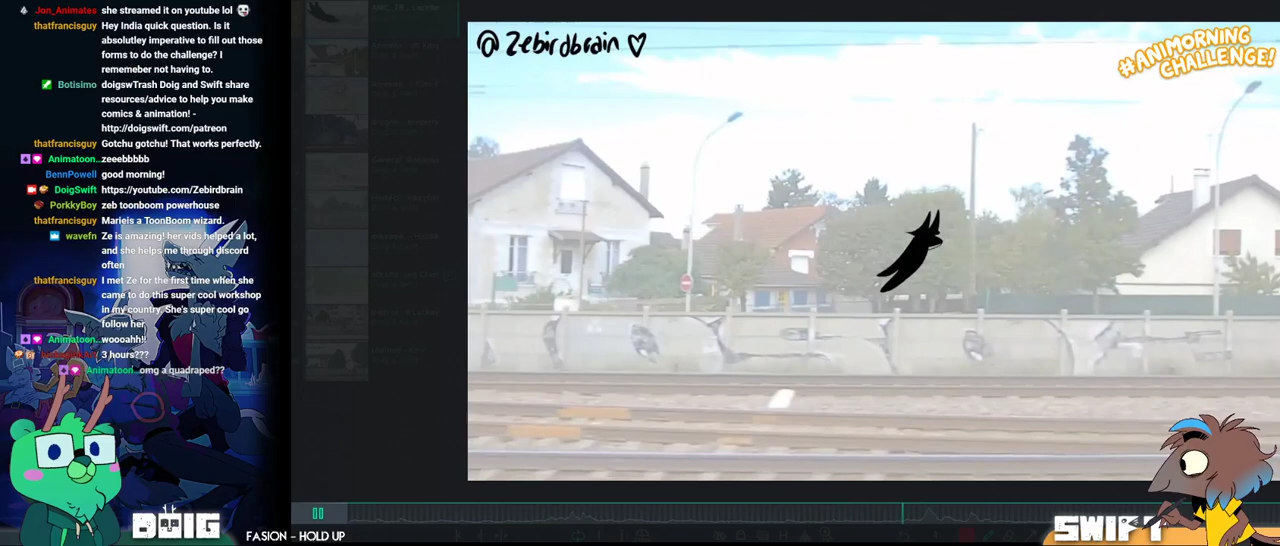 Jon_Animates she streamed it on youtube lol
thatfrancisguy Hey India quick question. Is it
absolutley imperative to fill out those
forms to do the challenge? I
rememeber not having to.
Botisimo doigswTrash Doig and Swift share
resources/advice to help you make
comics & animation! -
http://doigswift.com/patreon
thatfrancisguy Gotchu gotchu! That works perfectly.
Animatoon.. zeeebbbbb
BennPowell good morning!
DoigSwift https://youtube.com/Zebirdbrain
PorkkyBoy zeb toonboom powerhouse
thatfrancisguy Marieis a ToonBoom wizard.
wavefn Ze is amazing! her vids helped a lot,
and she helps me through discord
often
thatfrancisguy I met Ze for the first time when she
came to do this super cool workshop
in my country. She's super cool go
follow her
Animatoon.. woooahh!!
3 hours???
Animatoon.. omg a quadraped??
@Zebirdbrain ♡
#ANIMORNING
CHALLENGE!
DOIG
FASION – HOLD UP
SWIFT